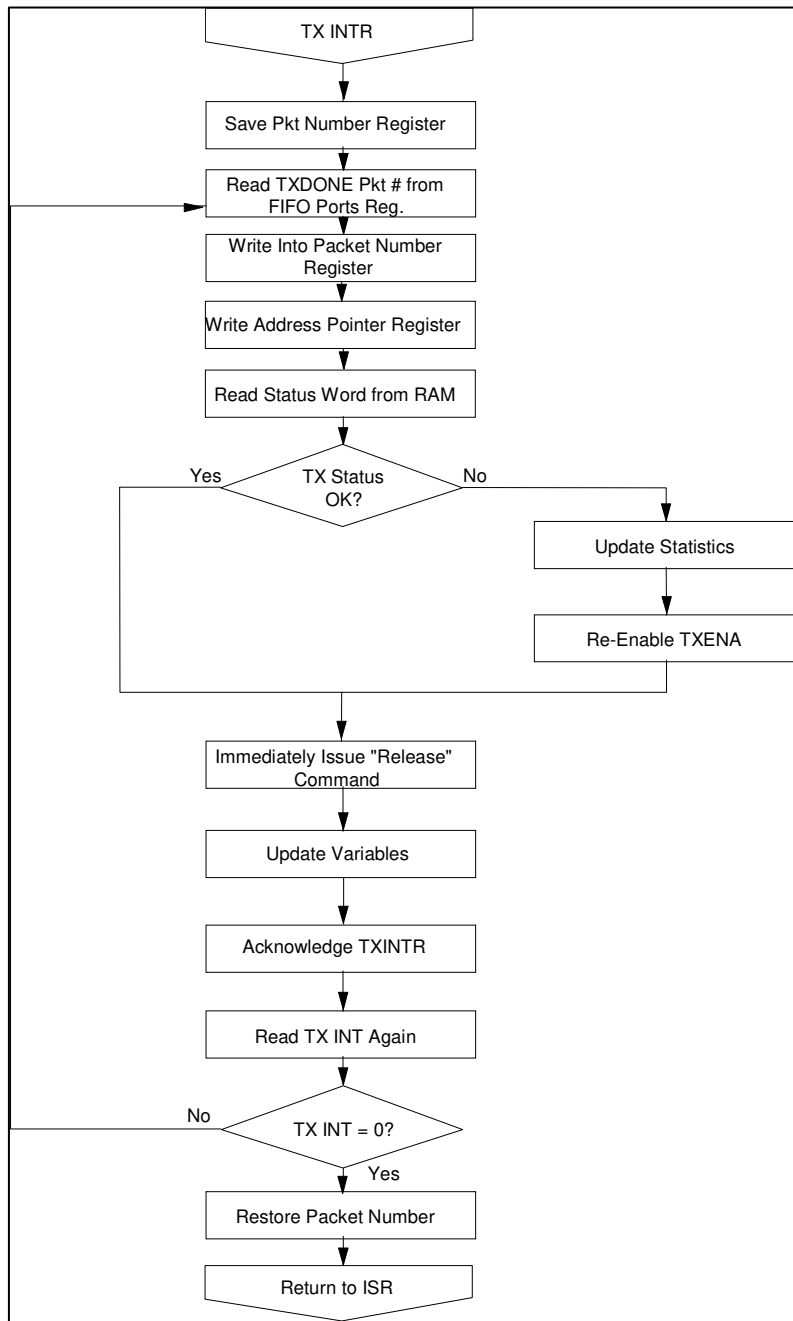 TX INTR
Save Pkt Number Register
Read TXDONE Pkt # from
FIFO Ports Reg.
Write Into Packet Number
Register
Write Address Pointer Register
Read Status Word from RAM
Yes
TX Status
OK?
No
Update Statistics
Re-Enable TXENA
Immediately Issue "Release"
Command
Update Variables
Acknowledge TXINTR
Read TX INT Again
No
TX INT = 0?
Yes
Restore Packet Number
Return to ISR